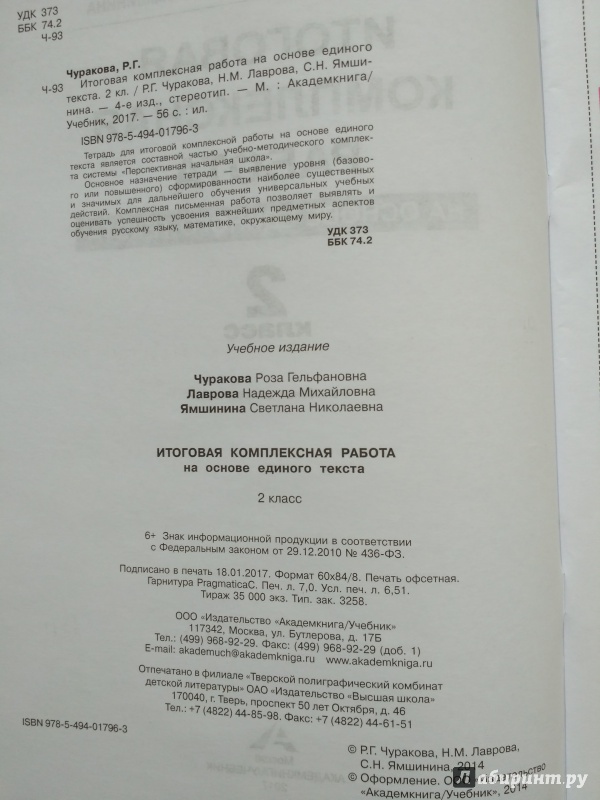 УДК 373
ББК 74.2
Ч-93
Чуракова, Р.Г.
Ч-93 Итоговая комплексная работа на основе единого
текста. 2 кл. / Р.Г. Чуракова, Н.М. Лаврова, С.Н. Ямши-
нина. — 4-е изд., стереотип. — М. : Академкнига/
Учебник, 2017. — 56 с. : ил.
ISBN 978-5-494-01796-3
Тетрадь для итоговой комплексной работы на основе единого
текста является составной частью учебно-методического комплек-
та системы «Перспективная начальная школа».
Основное назначение тетради — выявление уровня (базово-
го или повышенного) сформированности наиболее существенных
и значимых для дальнейшего обучения универсальных учебных
действий. Комплексная письменная работа позволяет выявлять и
оценивать успешность усвоения важнейших предметных аспектов
обучения русскому языку, математике, окружающему миру.
УДК 373
ББК 74.2
Учебное издание
Чуракова Роза Гельфановна
Лаврова Надежда Михайловна
Ямшинина Светлана Николаевна
ИТОГОВАЯ КОМПЛЕКСНАЯ РАБОТА
на основе единого текста
2 класс
6+ Знак информационной продукции в соответствии
с Федеральным законом от 29.12.2010 № 436-ФЗ.
Подписано в печать 18.01.2017. Формат 60x84/8. Печать офсетная.
Гарнитура PragmaticaC. Печ. л. 7,0. Усл. печ. л. 6,51.
Тираж 35 000 экз. Тип. зак. 3258.
ООО «Издательство «Академкнига/Учебник»
117342, Москва, ул. Бутлерова, д. 17Б
Тел.: (499) 968-92-29. Факс: (499) 968-92-29 (доб. 1)
E-mail: akademuch@akademkniga.ru www.akademkniga.ru
Отпечатано в филиале «Тверской полиграфический комбинат
детской литературы» ОАО «Издательство «Высшая школа»
170040, г. Тверь, проспект 50 лет Октября, д. 46
Тел.: +7 (4822) 44-85-98. Факс: +7 (4822) 44-61-51
ISBN 978-5-494-01796-3
© Р.Г. Чуракова, Н.М. Лаврова,
С.Н. Ямшинина, 2014
© Оформление. ООО «Издательство
«Академкнига/Учебник», 2014
Лабиринт.ру